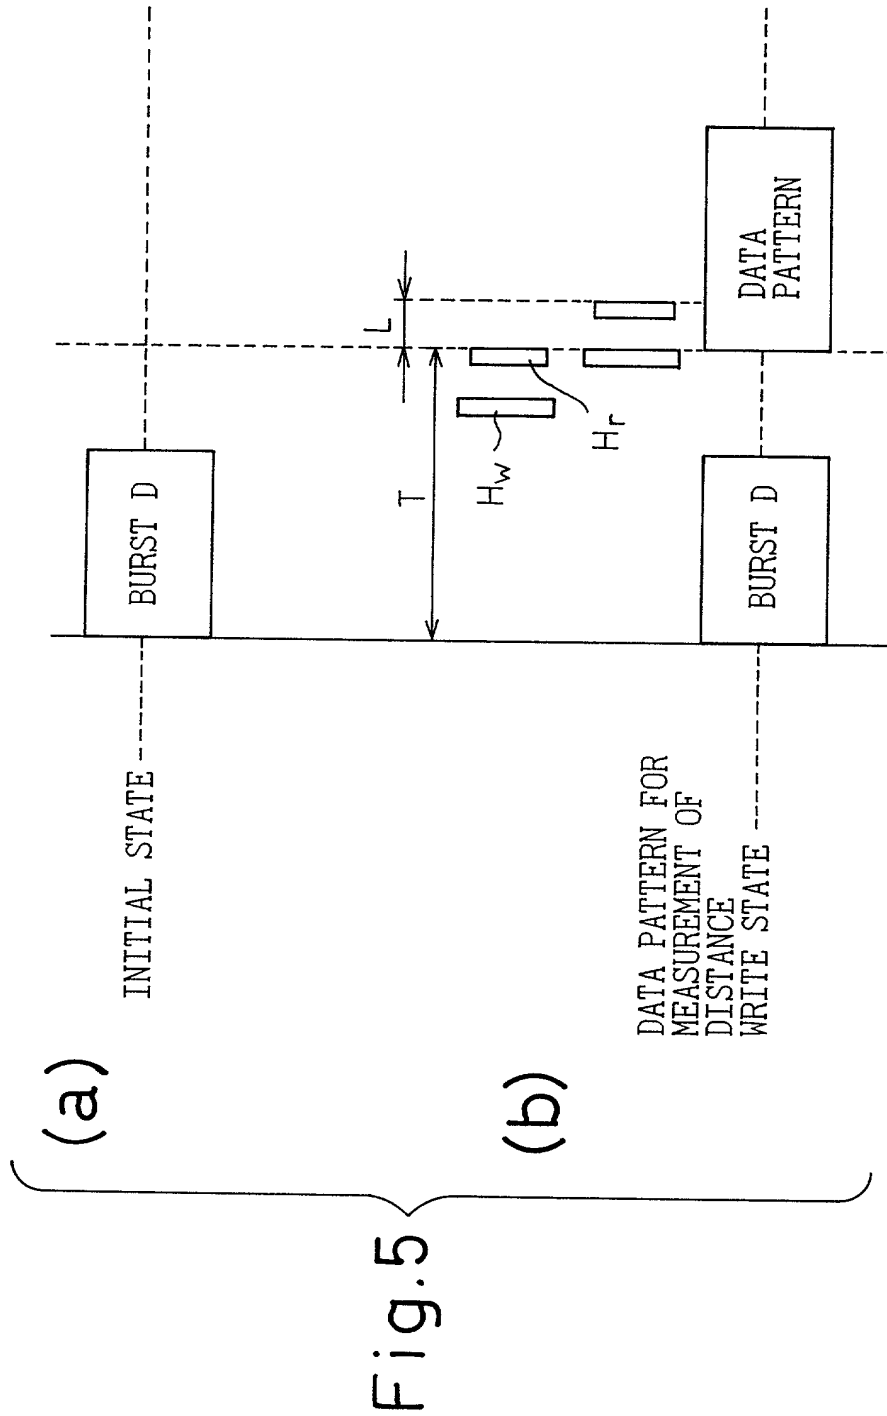 Fig.5
(a)
INITIAL STATE
BURST D
T
L
Hw
Hr
(b)
DATA PATTERN FOR
MEASUREMENT OF
DISTANCE
WRITE STATE
BURST D
DATA
PATTERN